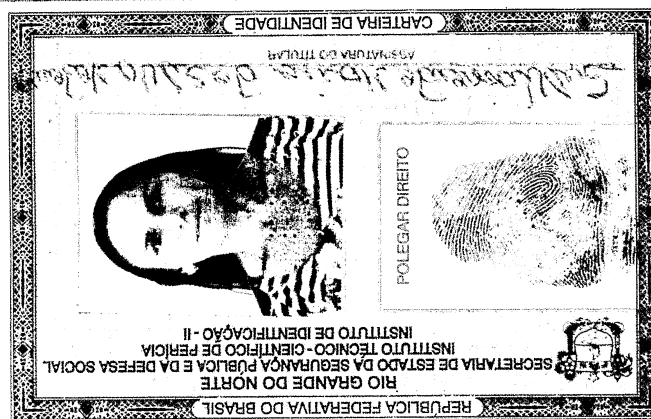 REPÚBLICA FEDERATIVA DO BRASIL
RIO GRANDE DO NORTE
SECRETARIA DE ESTADO DA SEGURANÇA PÚBLICA E DA DEFESA SOCIAL
INSTITUTO TÉCNICO - CIENTÍFICO DE PERÍCIA
INSTITUTO DE IDENTIFICAÇÃO - II
POLEGAR DIREITO
ASSINATURA DO TITULAR
CARTEIRA DE IDENTIDADE